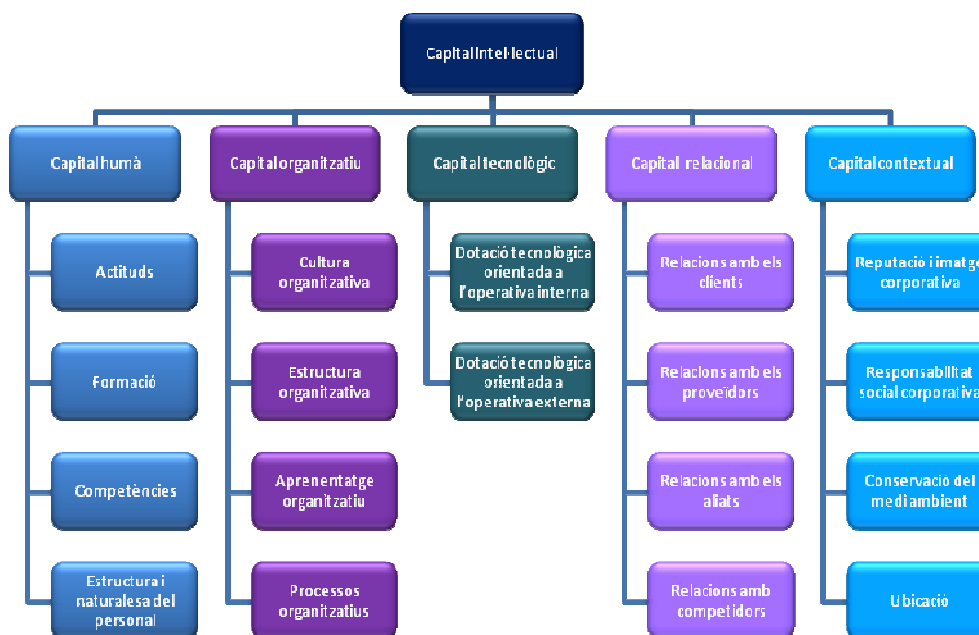 Capital intel·lectual
Capital humà
Capital organitzatiu
Capital tecnològic
Capital relacional
Capital contextual
Actituds
Formació
Competències
Estructura i
naturalesa del
personal
Cultura
organitzativa
Estructura
organitzativa
Aprenentatge
organitzatiu
Processos
organitzatius
Dotació tecnològica
orientada a
l'operativa interna
Dotació tecnològica
orientada a
l'operativa externa
Relacions amb els
clients
Relacions amb els
proveïdors
Relacions amb els
aliats
Relacions amb
competidors
Reputació i imatge
corporativa
Responsabilitat
social corporativa
Conservació del
medi ambient
Ubicació